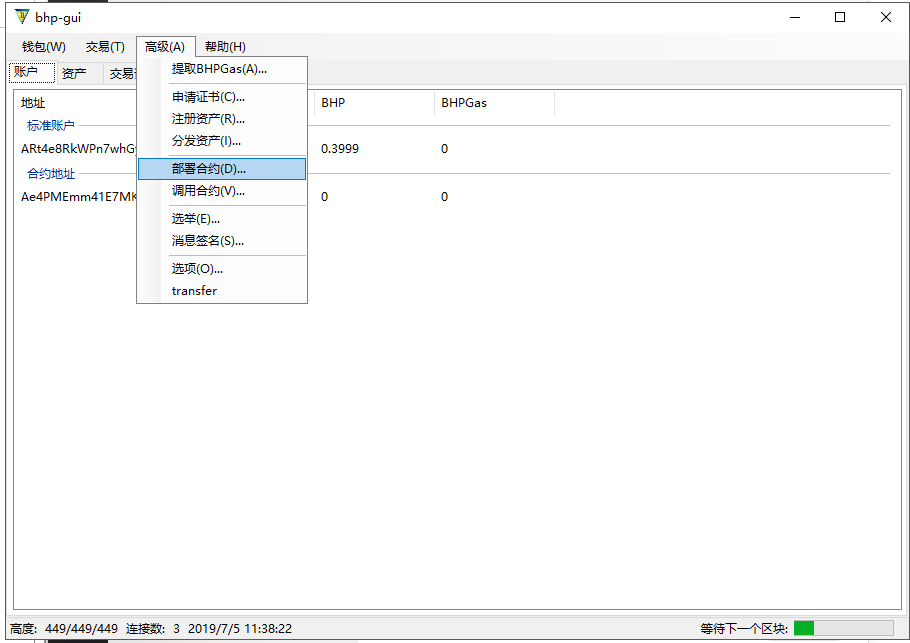 bhp-gui
钱包(W) 交易(T) 高级(A) 帮助(H)
账户 资产
提取BHPGas(A)...
申请证书(C)...
注册资产(R)...
分发资产(I)...
部署合约(D)...
调用合约(V)...
选举(E)...
消息签名(S)...
选项(O)...
transfer
地址 BHP BHPGas
标准账户
ARt4e8RkWPn7whG 0.3999 0
合约地址
Ae4PMEmm41E7MK 0 0
高度: 449/449/449 连接数: 3 2019/7/5 11:38:22 等待下一个区块: